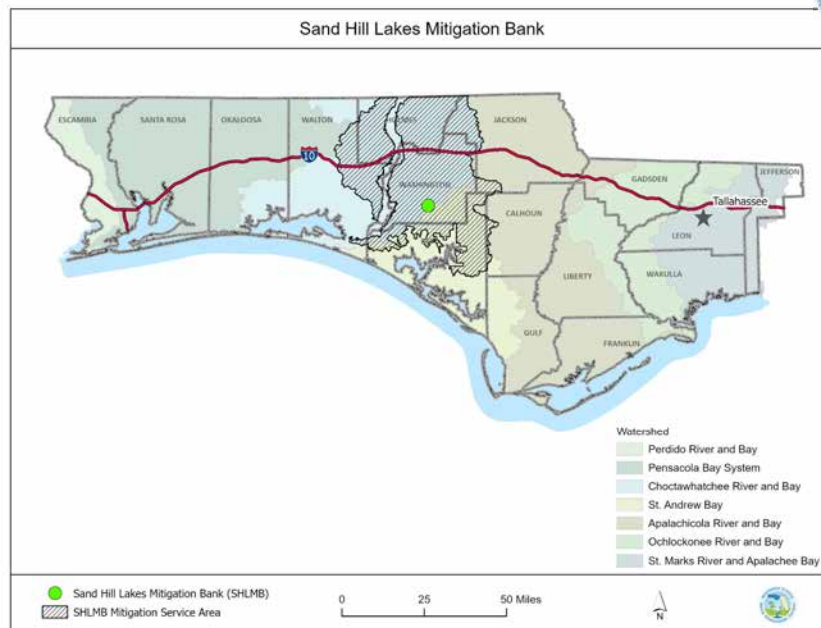 Sand Hill Lakes Mitigation Bank
ESCAMBIA
SANTA ROSA
OKALOOSA
WALTON
HOLMES
JACKSON
10
WASHINGTON
GADSDEN
JEFFERSON
Tallahassee
CALHOUN
LEON
LIBERTY
WAKULLA
GULF
FRANKLIN
Watershed
Perdido River and Bay
Pensacola Bay System
Choctawhatchee River and Bay
St. Andrew Bay
Apalachicola River and Bay
Ochlockonee River and Bay
St. Marks River and Apalachee Bay
Sand Hill Lakes Mitigation Bank (SHLMB)
SHLMB Mitigation Service Area
0 25 50 Miles
N